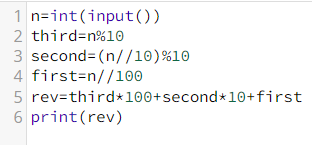 1 n=int(input())
2 third=n%10
3 second=(n//10)%10
4 first=n//100
5 rev=third*100+second*10+first
6 print(rev)